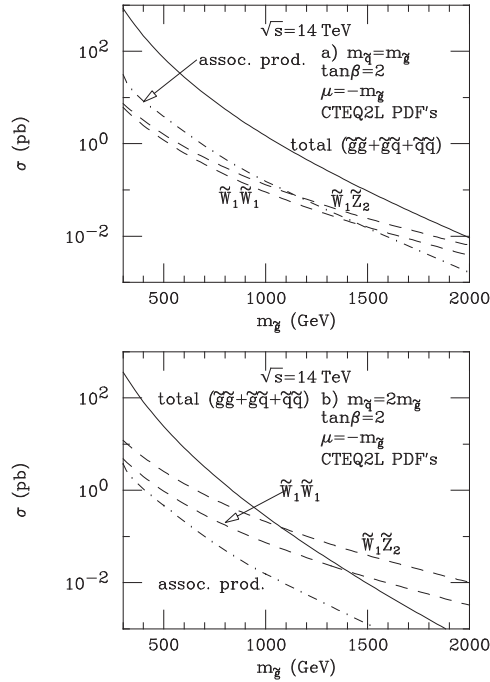 √s=14 TeV
assoc. prod.
a) m_q̃=m_g̃
tanβ=2
μ=−m_g̃
CTEQ2L PDF's
total (g̃g̃+g̃q̃+q̃q̃)
W̃₁W̃₁
W̃₁Z̃₂
10²
10⁰
10⁻²
σ (pb)
500 1000 1500 2000
m_g̃ (GeV)
√s=14 TeV
total (g̃g̃+g̃q̃+q̃q̃) b) m_q̃=2m_g̃
tanβ=2
μ=−m_g̃
CTEQ2L PDF's
W̃₁W̃₁
W̃₁Z̃₂
assoc. prod.
10²
10⁰
10⁻²
σ (pb)
500 1000 1500 2000
m_g̃ (GeV)